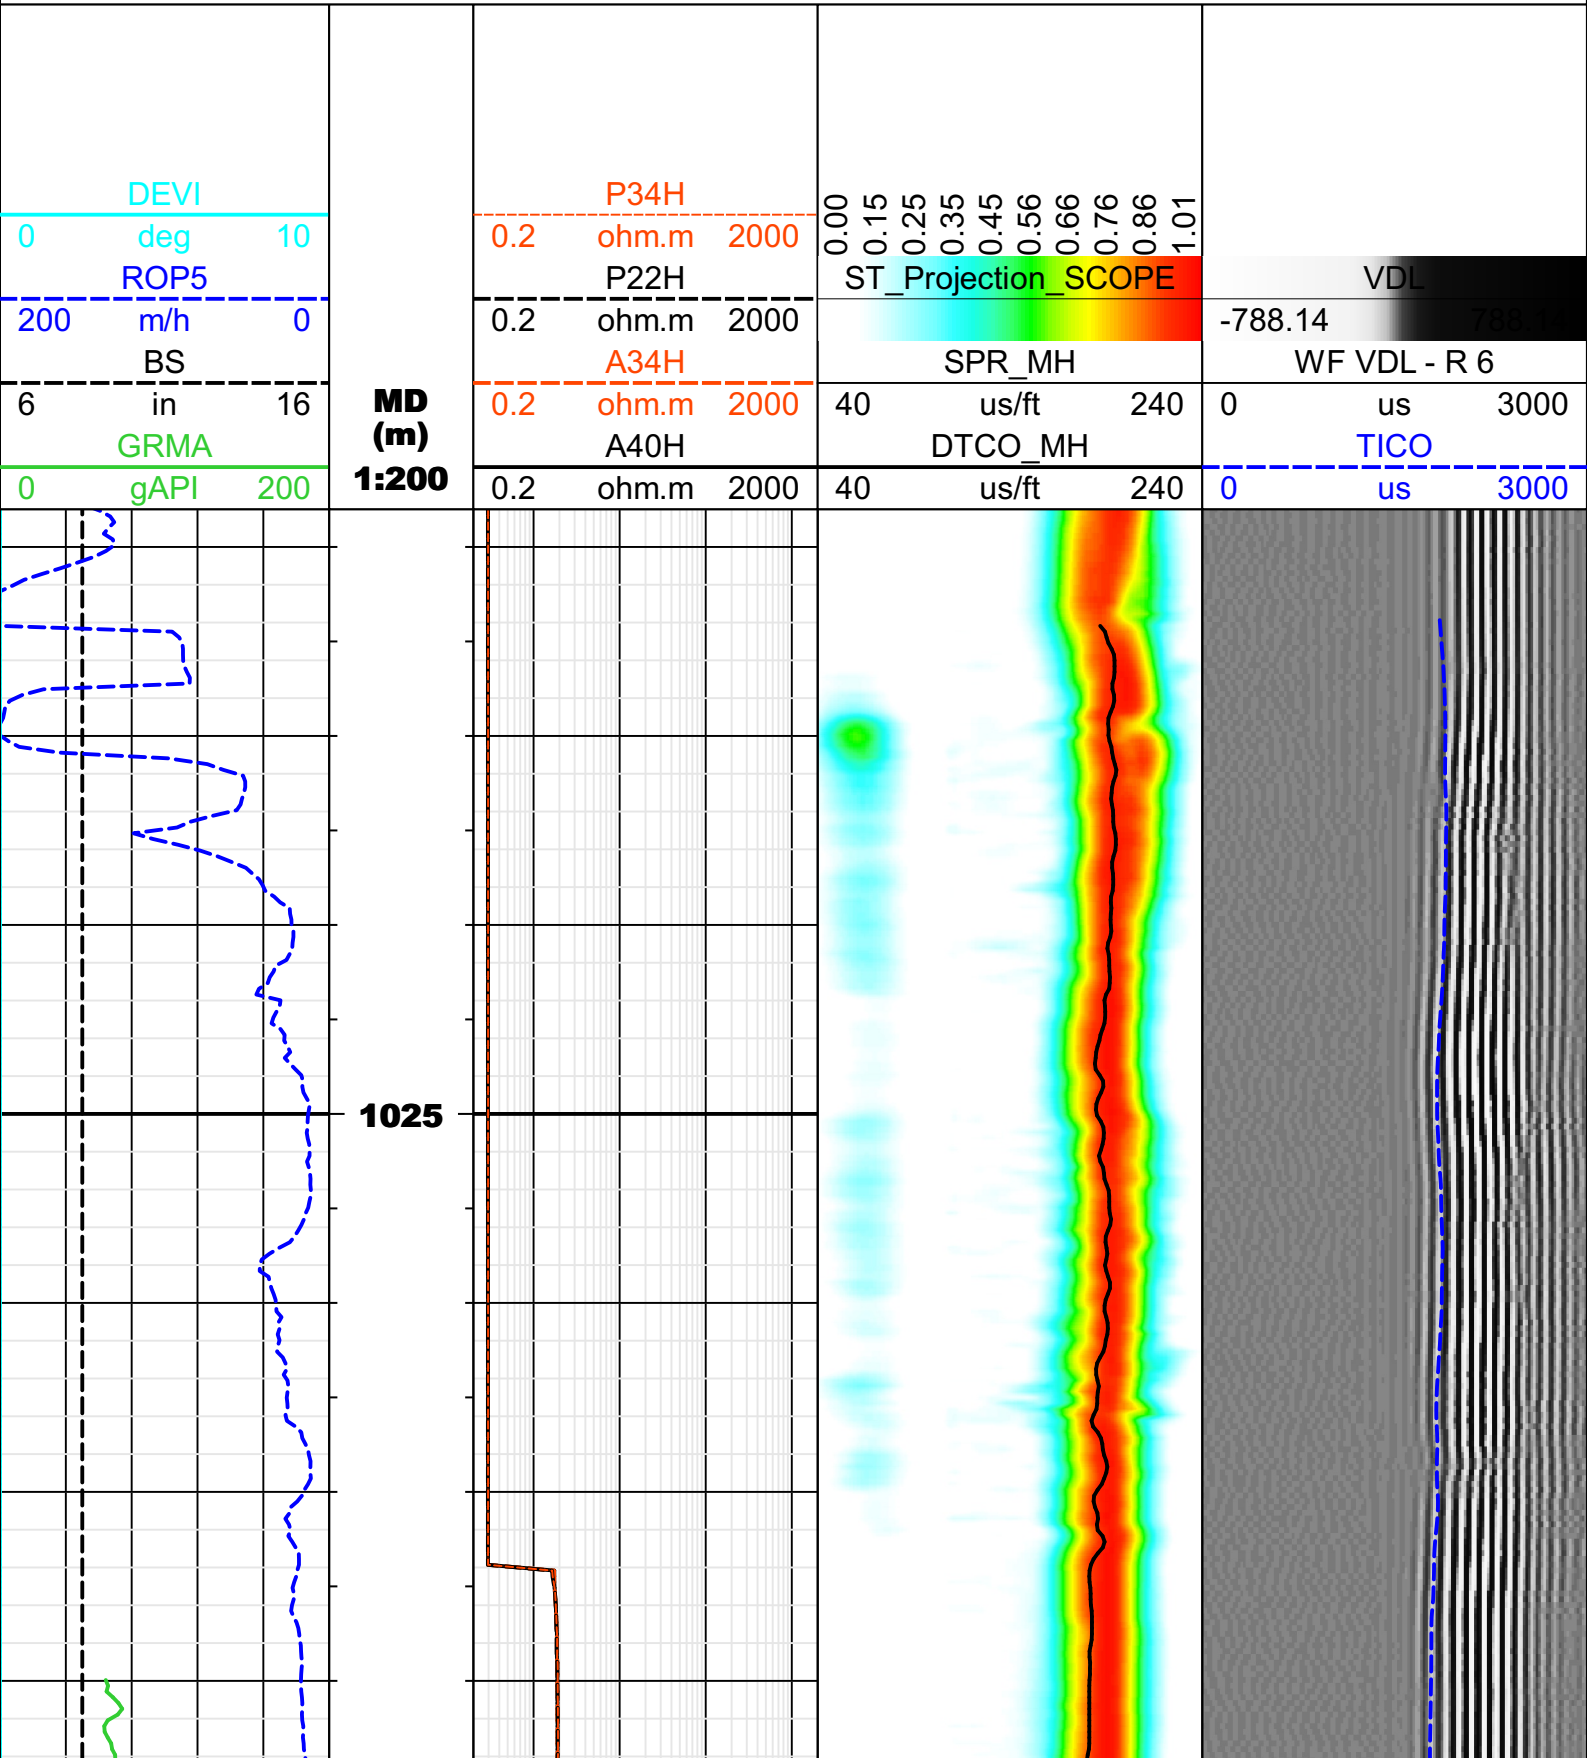 DEVI
0 deg 10
ROP5
200 m/h 0
BS
6 in 16
GRMA
0 gAPI 200
MD
(m)
1:200
P34H
0.2 ohm.m 2000
P22H
0.2 ohm.m 2000
A34H
0.2 ohm.m 2000
A40H
0.2 ohm.m 2000
0.00 0.15 0.25 0.35 0.45 0.56 0.66 0.76 0.86 1.01
ST_Projection_SCOPE
SPR_MH
40 us/ft 240
DTCO_MH
40 us/ft 240
VDL
-788.14 788.14
WF VDL - R 6
0 us 3000
TICO
0 us 3000
1025